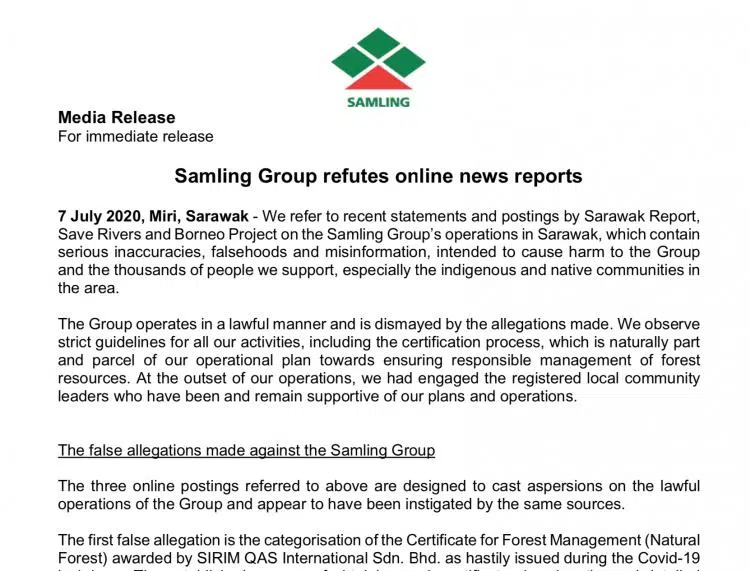 SAMLING
Media Release
For immediate release
Samling Group refutes online news reports
7 July 2020, Miri, Sarawak - We refer to recent statements and postings by Sarawak Report,
Save Rivers and Borneo Project on the Samling Group's operations in Sarawak, which contain
serious inaccuracies, falsehoods and misinformation, intended to cause harm to the Group
and the thousands of people we support, especially the indigenous and native communities in
the area.
The Group operates in a lawful manner and is dismayed by the allegations made. We observe
strict guidelines for all our activities, including the certification process, which is naturally part
and parcel of our operational plan towards ensuring responsible management of forest
resources. At the outset of our operations, we had engaged the registered local community
leaders who have been and remain supportive of our plans and operations.
The false allegations made against the Samling Group
The three online postings referred to above are designed to cast aspersions on the lawful
operations of the Group and appear to have been instigated by the same sources.
The first false allegation is the categorisation of the Certificate for Forest Management (Natural
Forest) awarded by SIRIM QAS International Sdn. Bhd. as hastily issued during the Covid-19